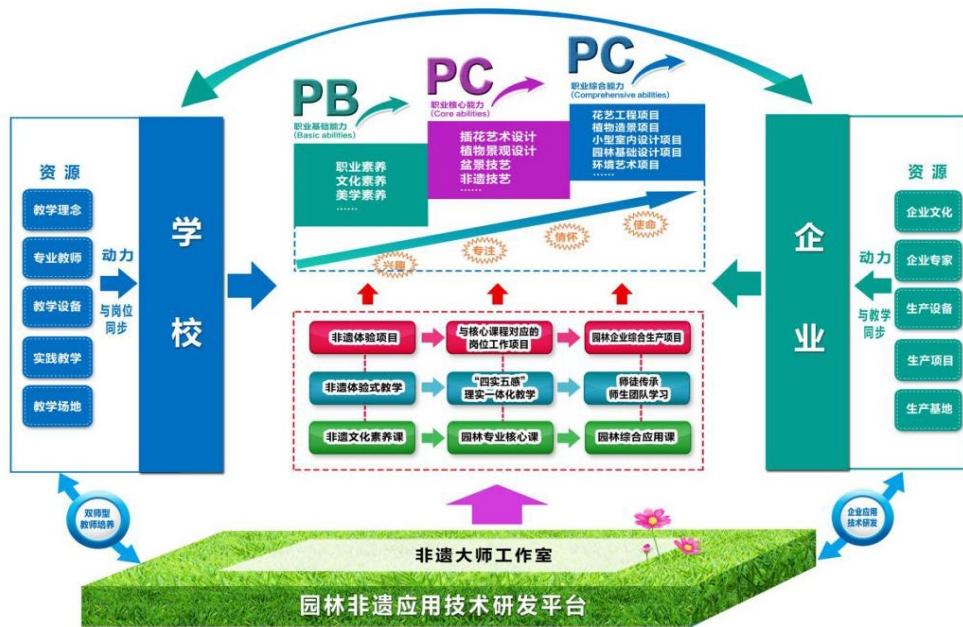 PB
职业基础能力
(Basic abilities)
职业素养
文化素养
美学素养
……
PC
职业核心能力
(Core abilities)
插花艺术设计
植物景观设计
盆景技艺
非遗技艺
……
PC
职业综合能力
(Comprehensive abilities)
花艺工程项目
植物造景项目
小型室内设计项目
园林基础设计项目
环境艺术项目
……
兴趣
专注
情怀
使命
资源
教学理念
专业教师
教学设备
实践教学
教学场地
动力
与岗位
同步
学
校
非遗体验项目
与核心课程对应的
岗位工作项目
园林企业综合生产项目
非遗体验式教学
“四实五感”
理实一体化教学
师徒传承
师生团队学习
非遗文化素养课
园林专业核心课
园林综合应用课
企
业
动力
与教学
同步
资源
企业文化
企业专家
生产设备
生产项目
生产基地
双师型
教师培养
企业应用
技术研发
非遗大师工作室
园林非遗应用技术研发平台